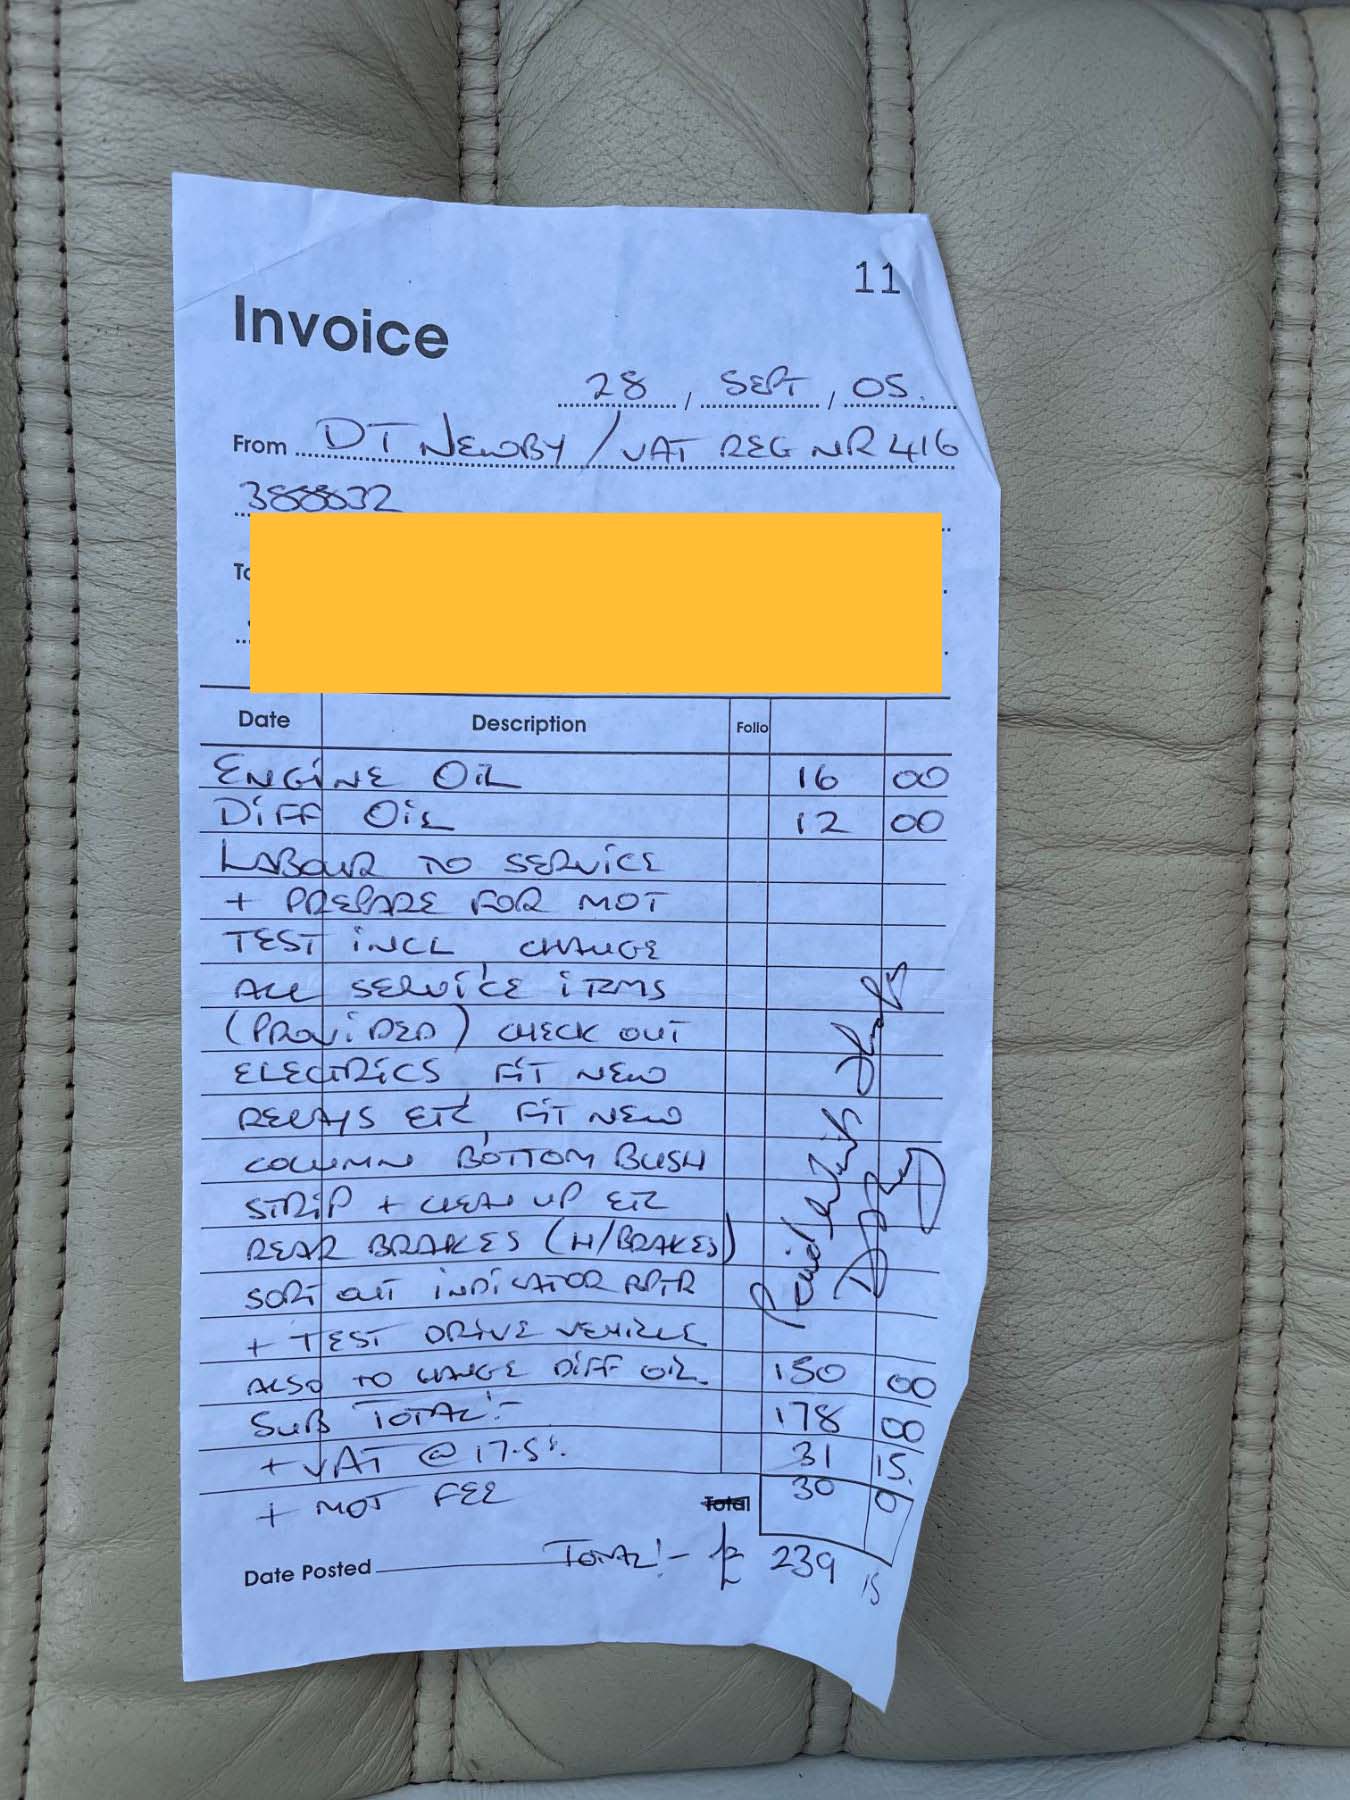 11
Invoice
28, SEPT, 05.
From DT NEWBY / VAT REG NR 416
388832
Date Description Folio
ENGINE OIL 16 00
DIFF OIL 12 00
LABOUR TO SERVICE
+ PREPARE FOR MOT
TEST INCL, CHANGE
ALL SERVICE ITEMS
(PROVIDED) CHECK OUT
ELECTRICS FIT NEW
RELAYS ETC, FIT NEW
COLUMN BOTTOM BUSH
STRIP + CLEAN UP ETC
REAR BRAKES (H/BRAKES)
SORT OUT INDICATOR RPTR
+ TEST DRIVE VEHICLE
ALSO TO CHANGE DIFF OIL. 150 00
SUB TOTAL:- 178 00
+ VAT @ 17.5%. 31 15.
+ MOT FEE Total 30
TOTAL:- £ 239 15
Date Posted
Paid with Thanks